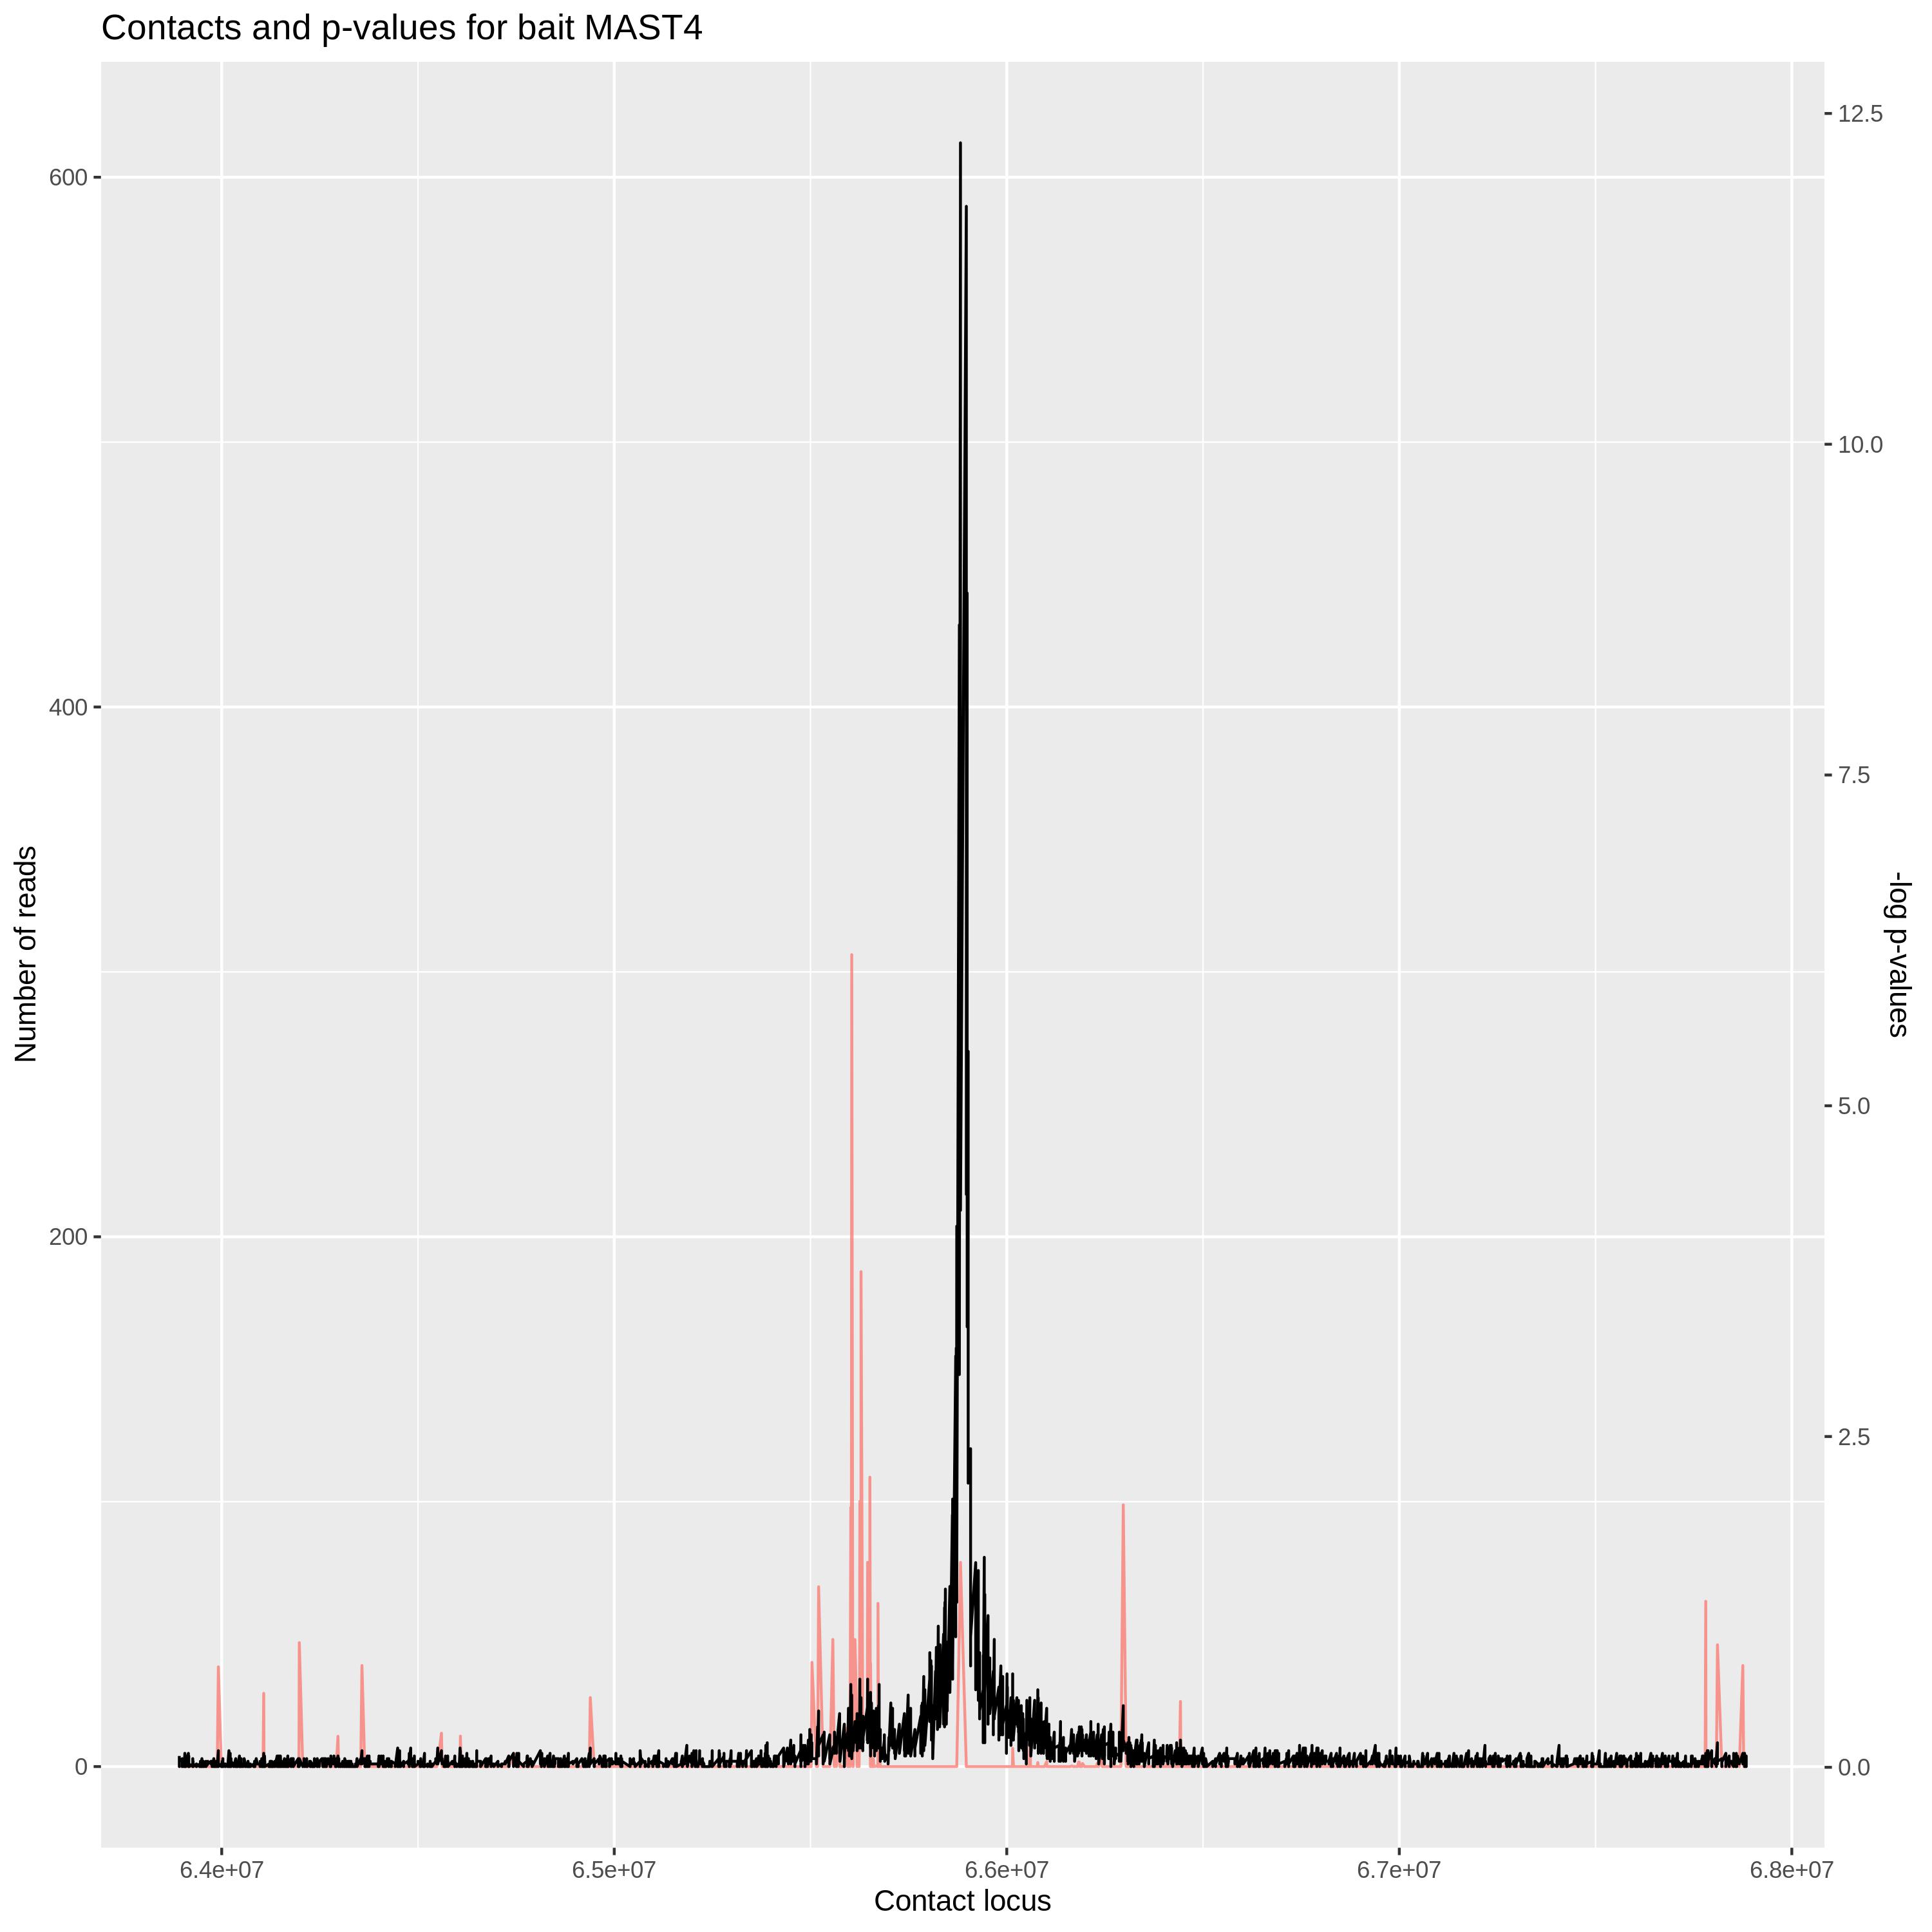 Contacts and p-values for bait MAST4
Number of reads
600
400
200
0
12.5
10.0
7.5
5.0
2.5
0.0
-log p-values
6.4e+07
6.5e+07
6.6e+07
6.7e+07
6.8e+07
Contact locus